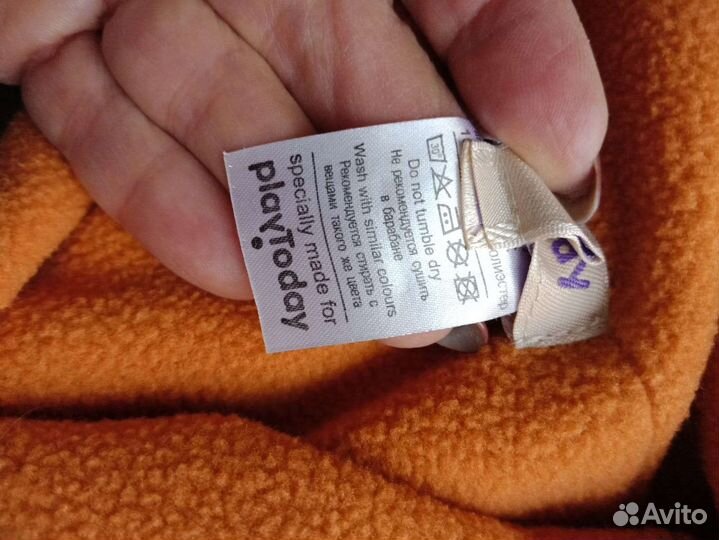 30
Do not tumble dry
Не рекомендуется сушить
в барабане
Wash with similar colours
Рекомендуется стирать с
вещами такого же цвета
specially made for
playToday
Avito